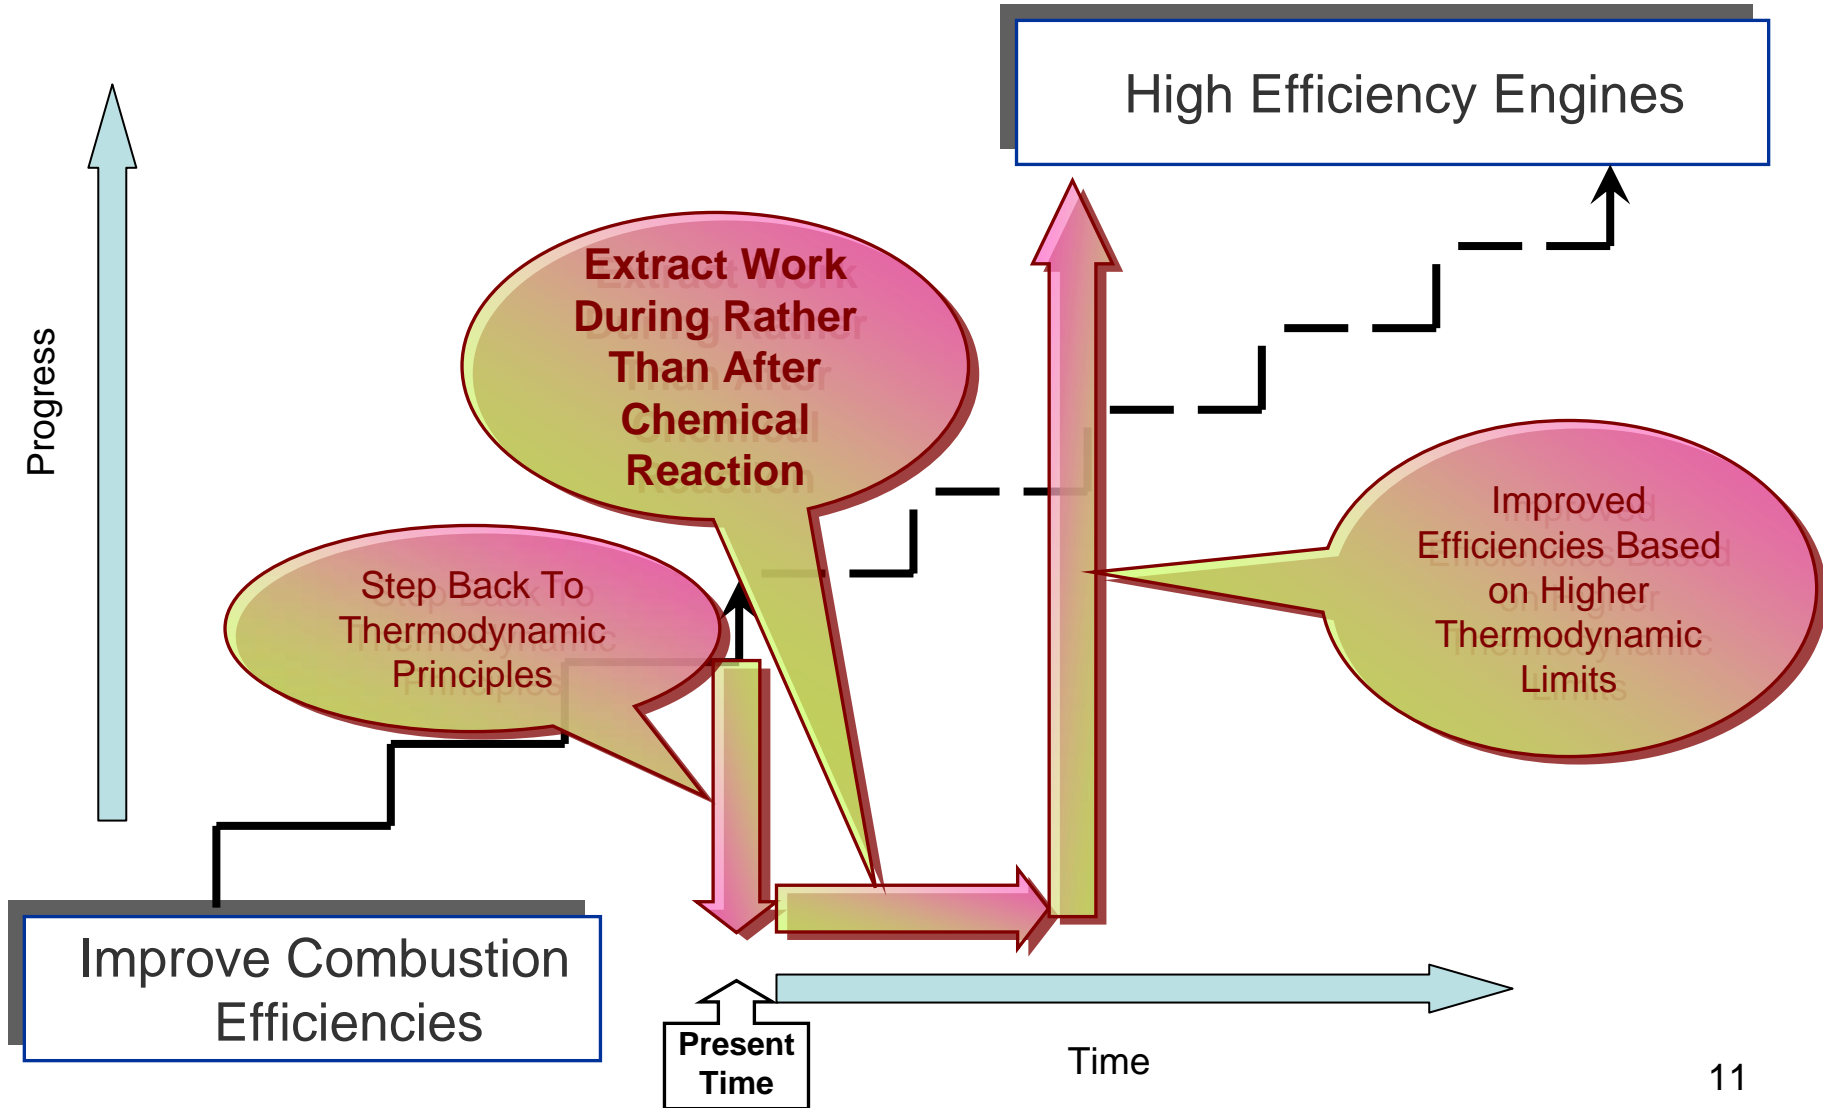 High Efficiency Engines
Progress
Extract Work
During Rather
Than After
Chemical
Reaction
Step Back To
Thermodynamic
Principles
Improved
Efficiencies Based
on Higher
Thermodynamic
Limits
Improve Combustion
Efficiencies
Present
Time
Time
11